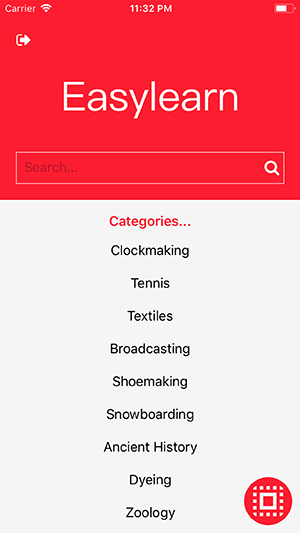 Carrier 11:32 PM
Easylearn
Search...
Categories...
Clockmaking
Tennis
Textiles
Broadcasting
Shoemaking
Snowboarding
Ancient History
Dyeing
Zoology